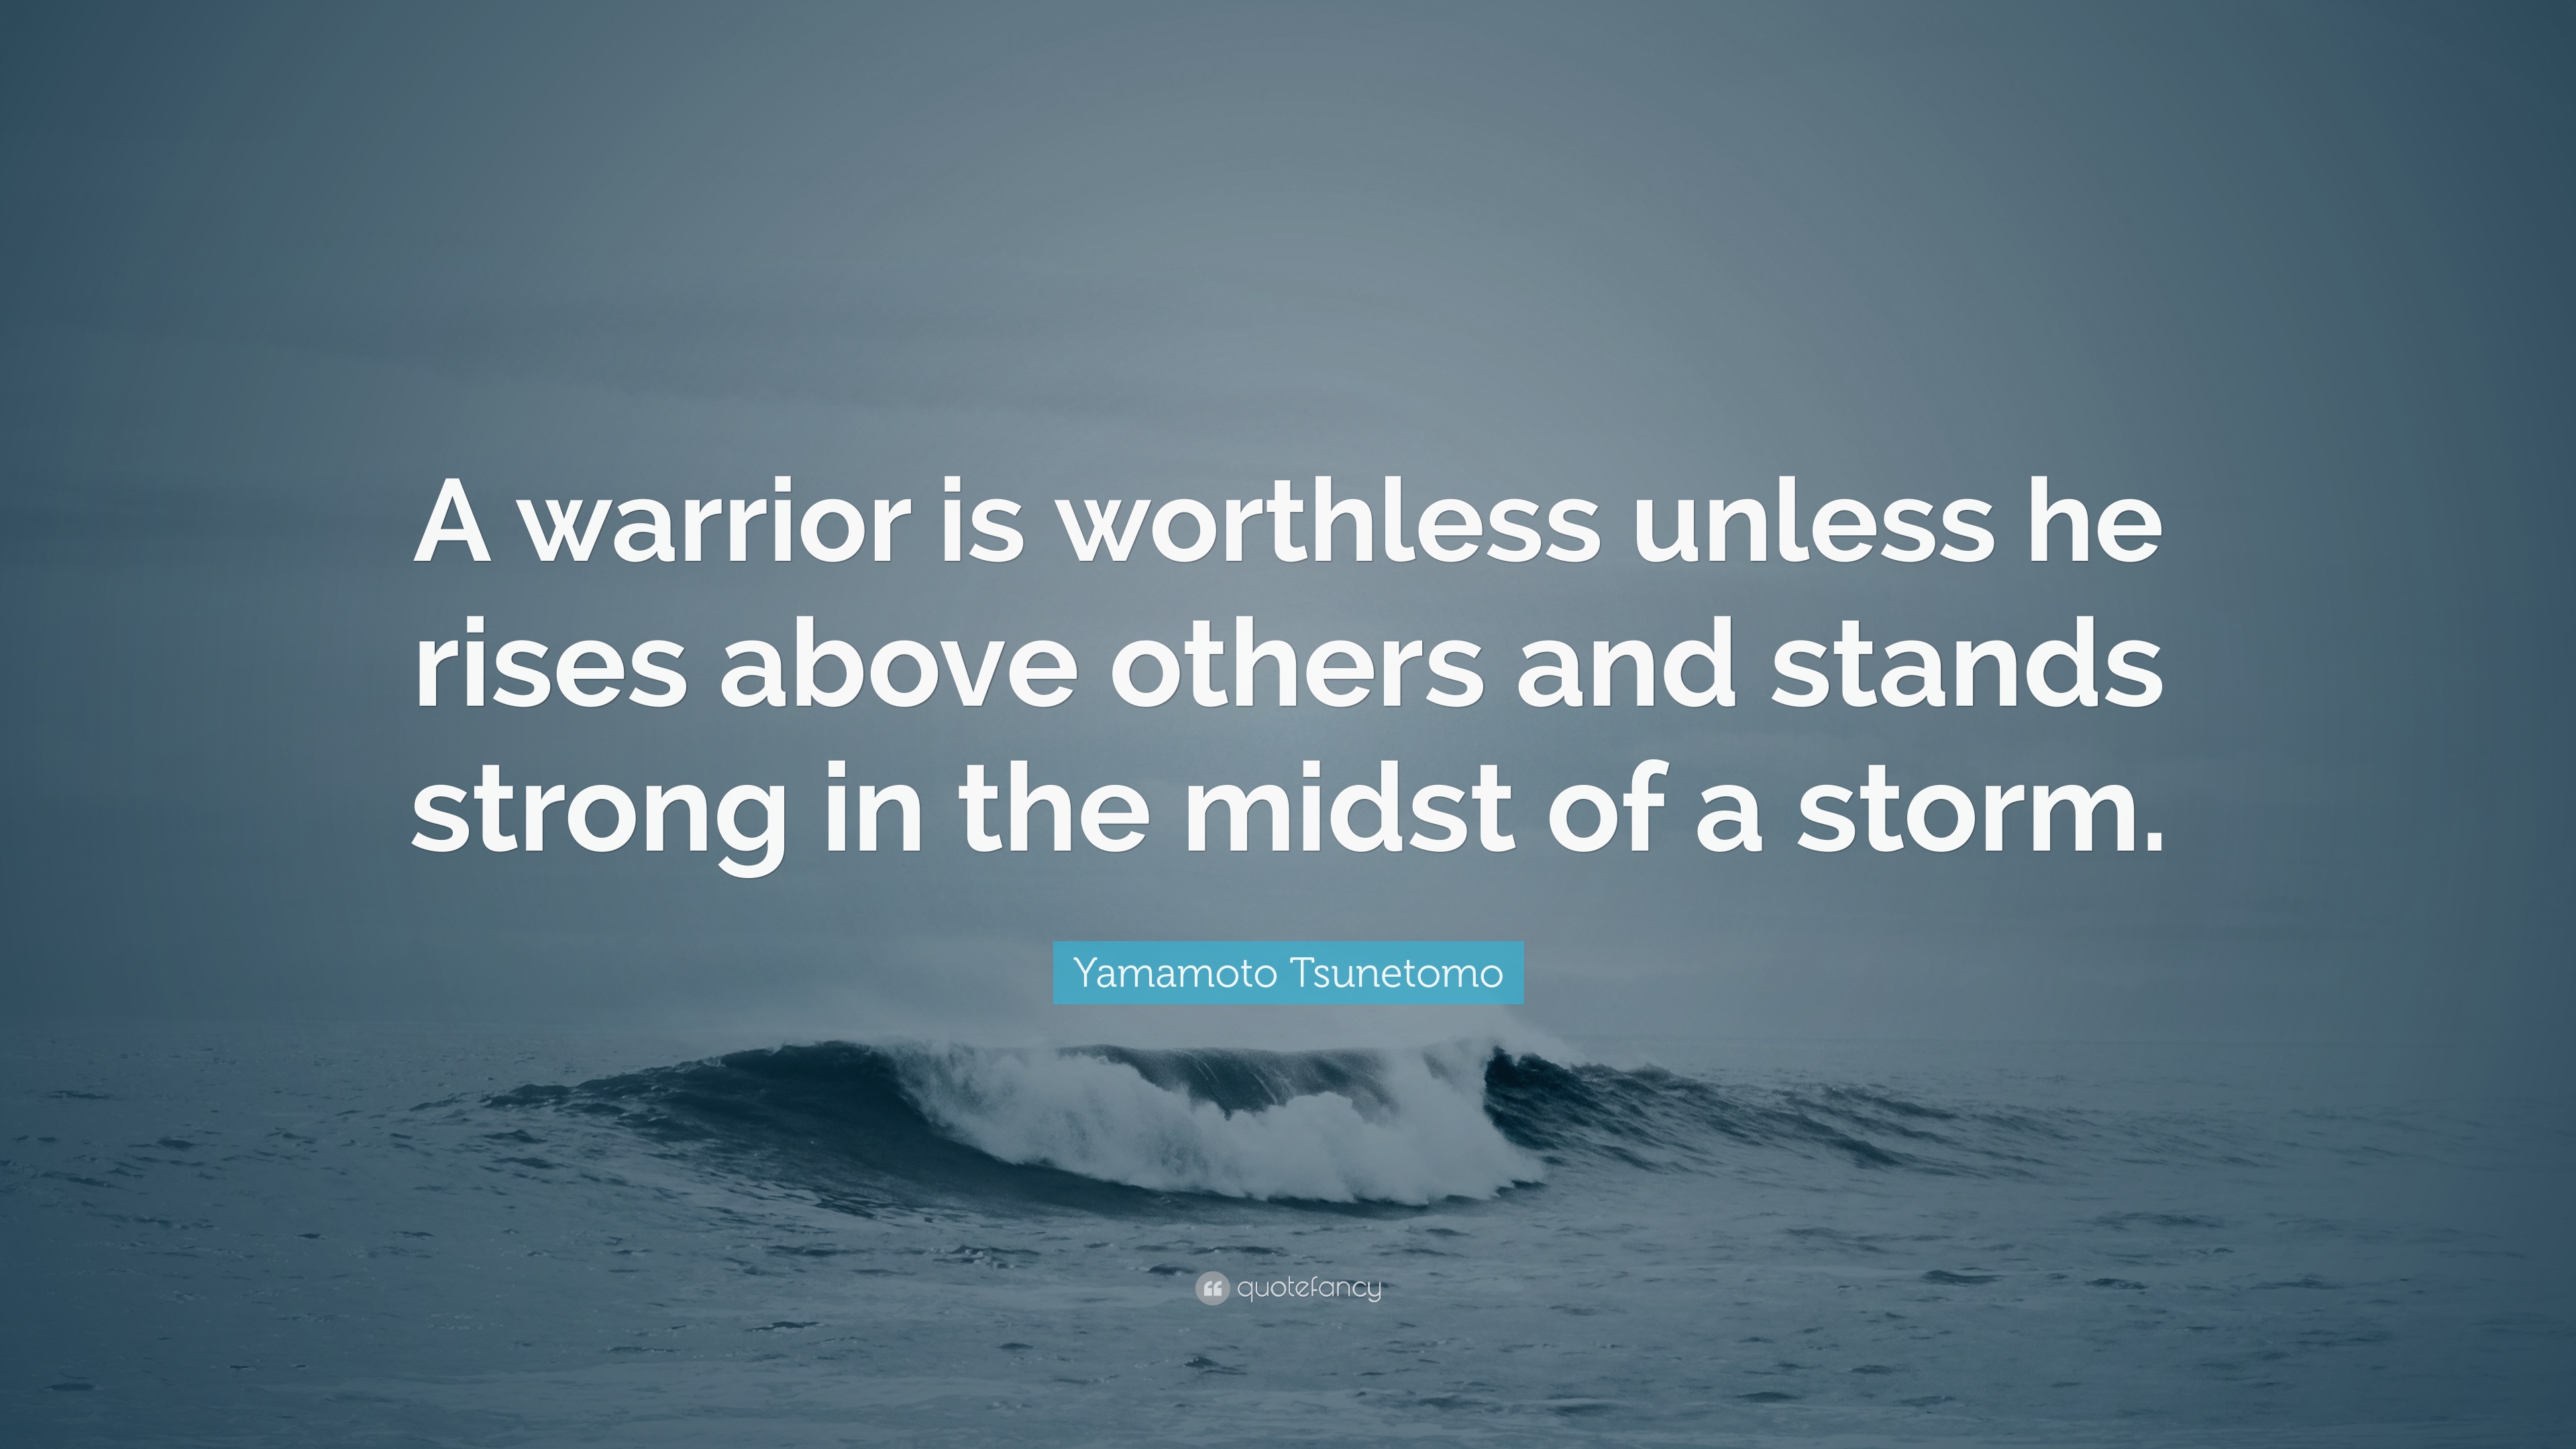 A warrior is worthless unless he
rises above others and stands
strong in the midst of a storm.
Yamamoto Tsunetomo
quotefancy